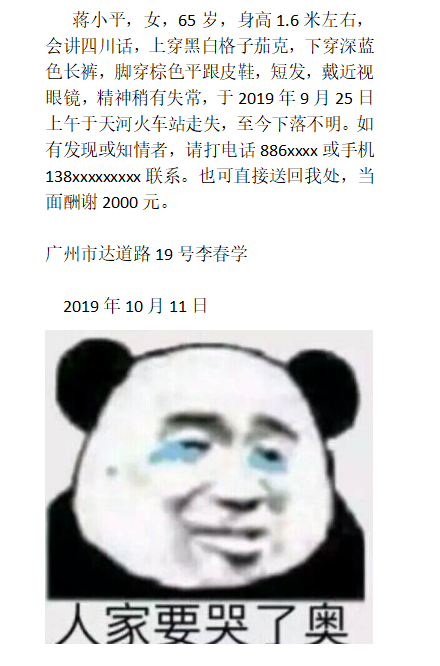 蒋小平，女，65 岁，身高 1.6 米左右，
会讲四川话，上穿黑白格子茄克，下穿深蓝
色长裤，脚穿棕色平跟皮鞋，短发，戴近视
眼镜，精神稍有失常，于 2019 年 9 月 25 日
上午于天河火车站走失，至今下落不明。如
有发现或知情者，请打电话 886xxxx 或手机
138xxxxxxxxx 联系。也可直接送回我处，当
面酬谢 2000 元。
广州市达道路 19 号李春学
2019 年 10 月 11 日
人家要哭了奥